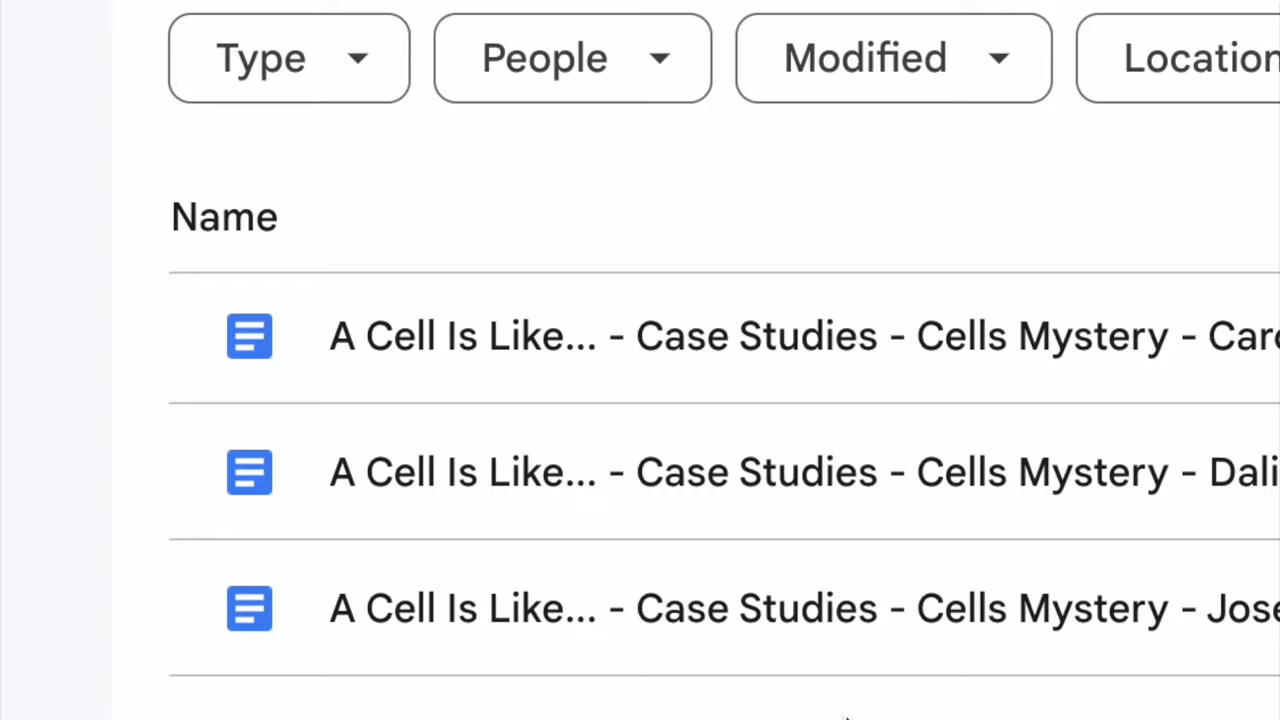 Type People Modified Location
Name
A Cell Is Like... - Case Studies - Cells Mystery -
A Cell Is Like... - Case Studies - Cells Mystery -
A Cell Is Like... - Case Studies - Cells Mystery -